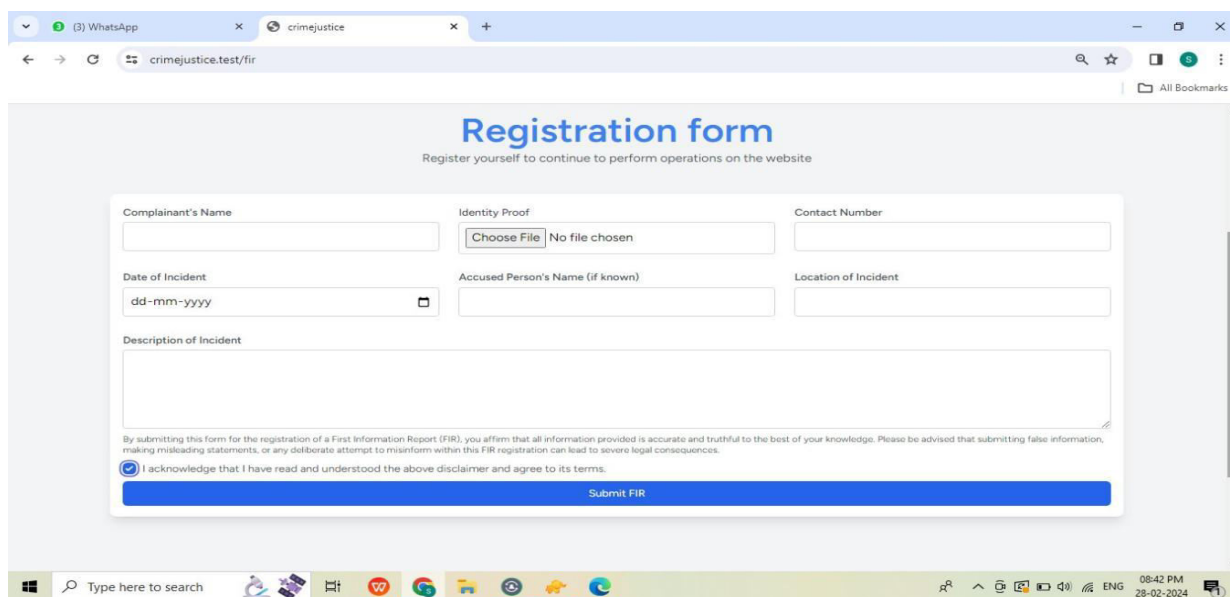 (3) WhatsApp
crimejustice
crimejustice.test/fir
S
All Bookmarks
Registration form
Register yourself to continue to perform operations on the website
Complainant's Name Identity Proof Contact Number
Choose File No file chosen
Date of Incident Accused Person's Name (if known) Location of Incident
dd-mm-yyyy
Description of Incident
By submitting this form for the registration of a First Information Report (FIR), you affirm that all information provided is accurate and truthful to the best of your knowledge. Please be advised that submitting false information,
making misleading statements, or any deliberate attempt to misinform within this FIR registration can lead to severe legal consequences.
I acknowledge that I have read and understood the above disclaimer and agree to its terms.
Submit FIR
Type here to search
ENG
08:42 PM
28-02-2024